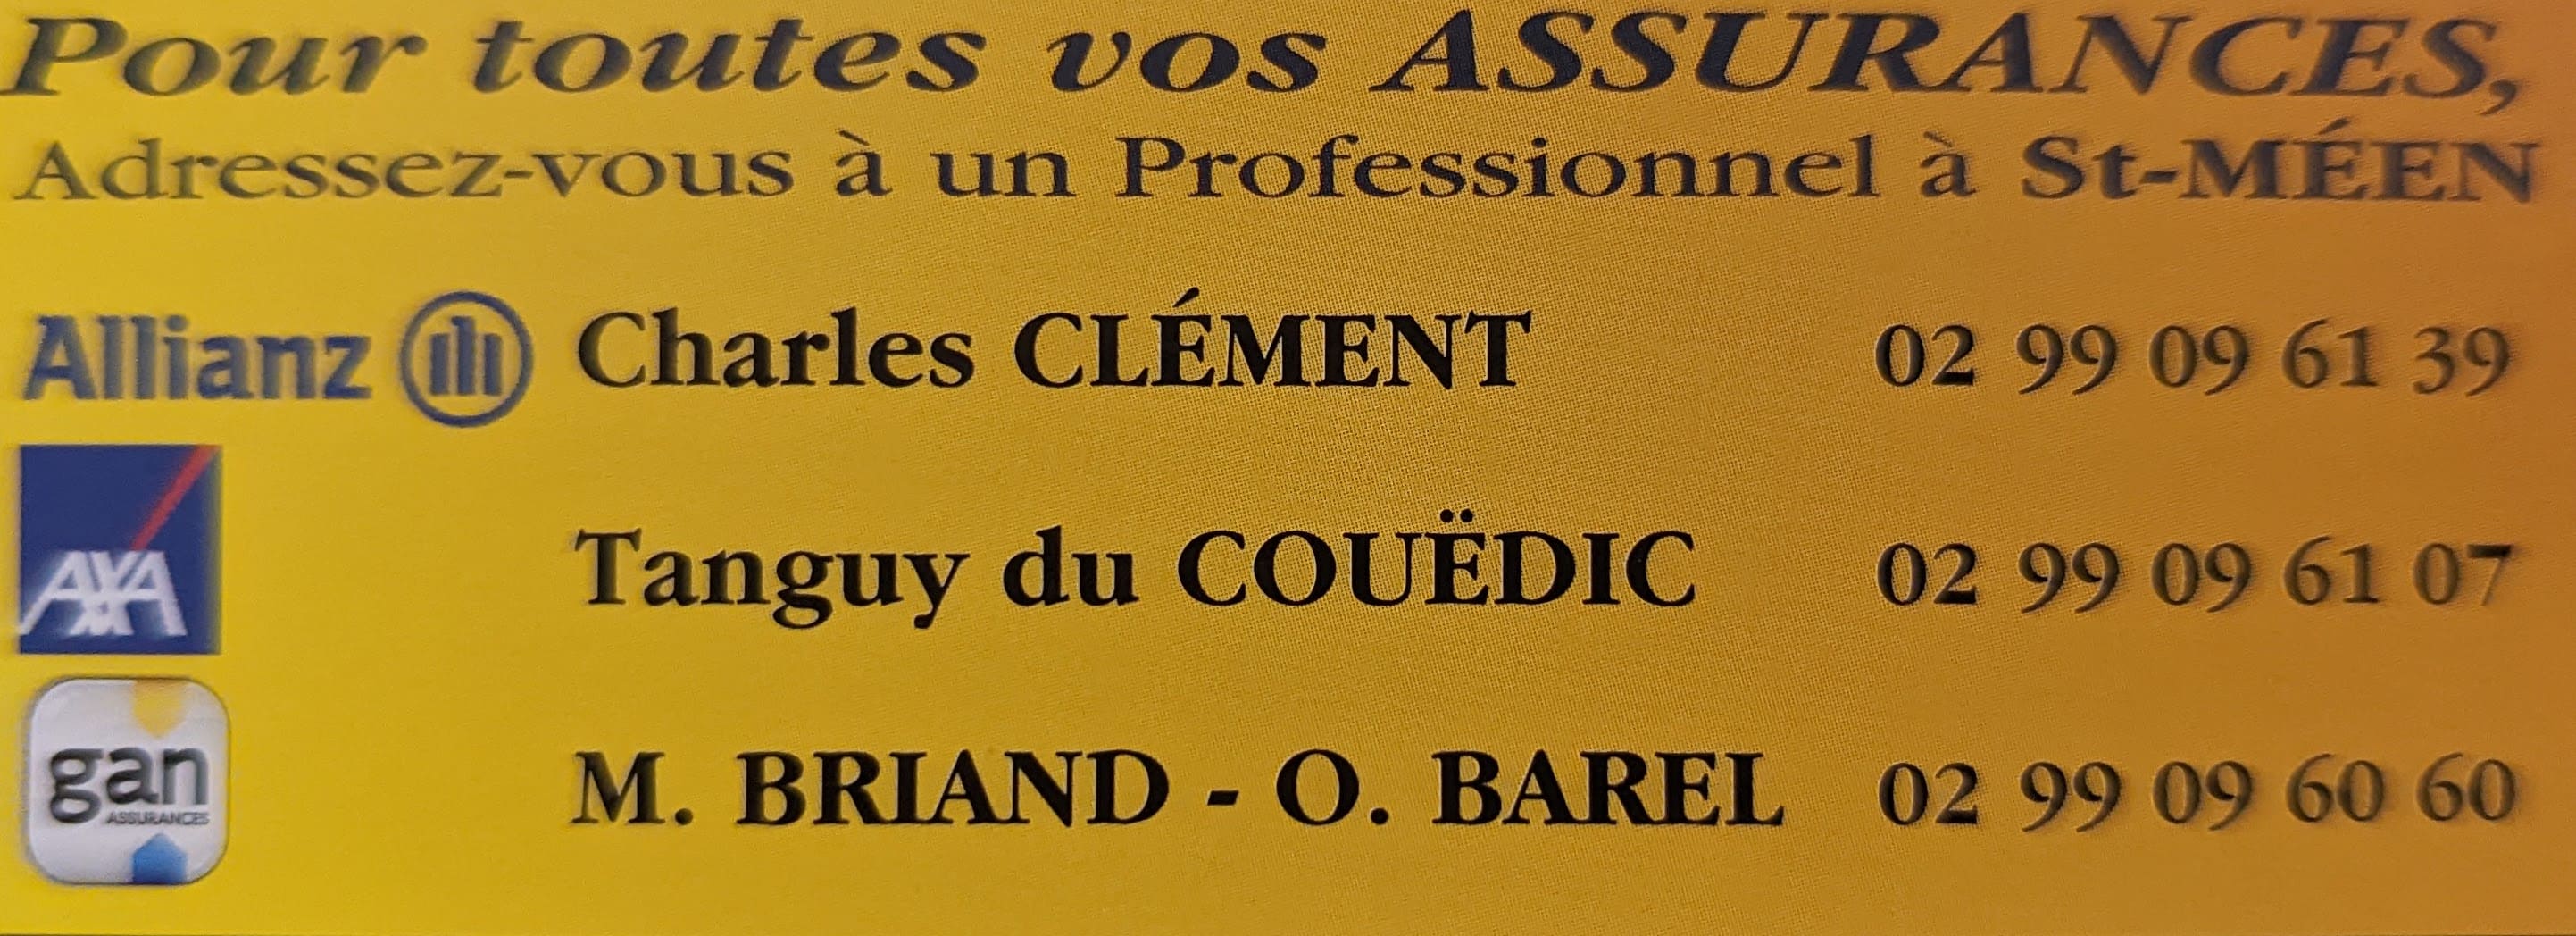 Pour toutes vos ASSURANCES,
Adressez-vous à un Professionnel à St-MÉEN
Allianz Charles CLÉMENT 02 99 09 61 39
AXA Tanguy du COUËDIC 02 99 09 61 07
gan ASSURANCES M. BRIAND - O. BAREL 02 99 09 60 60